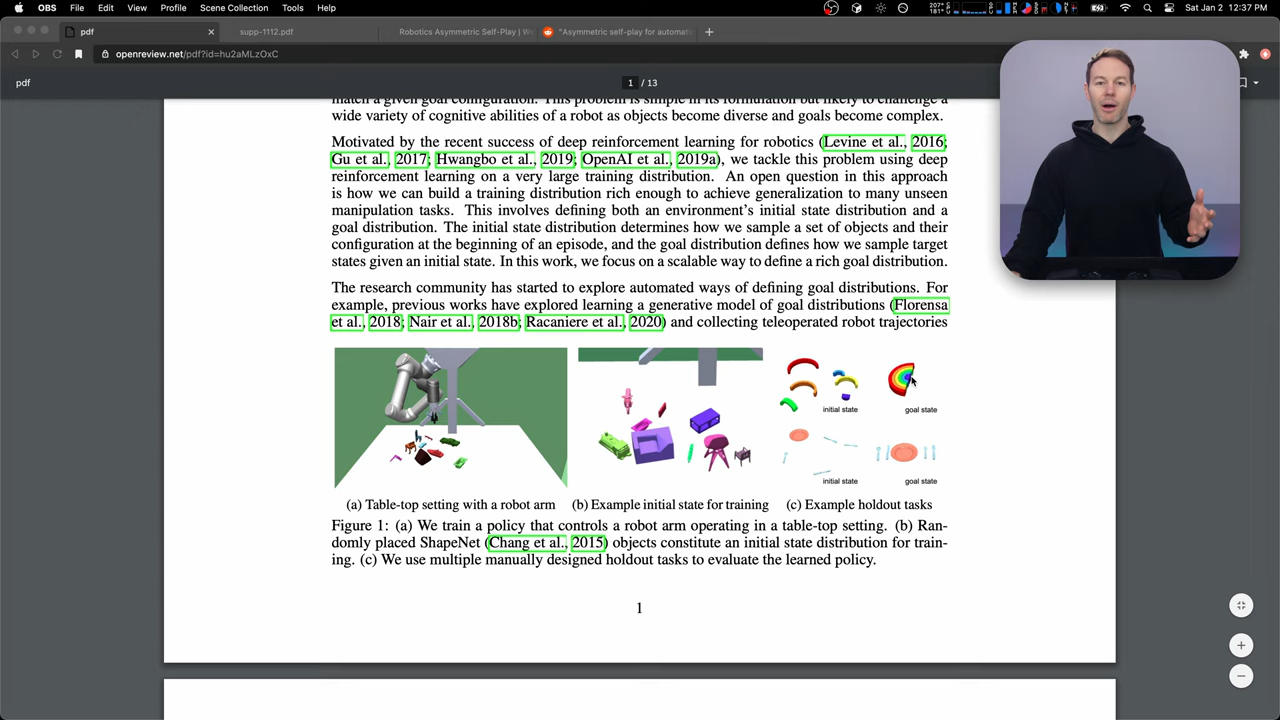 OBS File Edit View Profile Scene Collection Tools Help
207° 181° Sat Jan 2 12:37 PM
pdf supp-1112.pdf Robotics Asymmetric Self-Play | W "Asymmetric self-play for automat
openreview.net/pdf?id=hu2aMLzOxC
pdf 1 / 13
match a given goal configuration. This problem is simple in its formulation but likely to challenge a
wide variety of cognitive abilities of a robot as objects become diverse and goals become complex.
Motivated by the recent success of deep reinforcement learning for robotics (Levine et al., 2016;
Gu et al., 2017; Hwangbo et al., 2019; OpenAI et al., 2019a), we tackle this problem using deep
reinforcement learning on a very large training distribution. An open question in this approach
is how we can build a training distribution rich enough to achieve generalization to many unseen
manipulation tasks. This involves defining both an environment's initial state distribution and a
goal distribution. The initial state distribution determines how we sample a set of objects and their
configuration at the beginning of an episode, and the goal distribution defines how we sample target
states given an initial state. In this work, we focus on a scalable way to define a rich goal distribution.
The research community has started to explore automated ways of defining goal distributions. For
example, previous works have explored learning a generative model of goal distributions (Florensa
et al., 2018; Nair et al., 2018b; Racaniere et al., 2020) and collecting teleoperated robot trajectories
initial state goal state
initial state goal state
(a) Table-top setting with a robot arm (b) Example initial state for training (c) Example holdout tasks
Figure 1: (a) We train a policy that controls a robot arm operating in a table-top setting. (b) Ran-
domly placed ShapeNet (Chang et al., 2015) objects constitute an initial state distribution for train-
ing. (c) We use multiple manually designed holdout tasks to evaluate the learned policy.
1